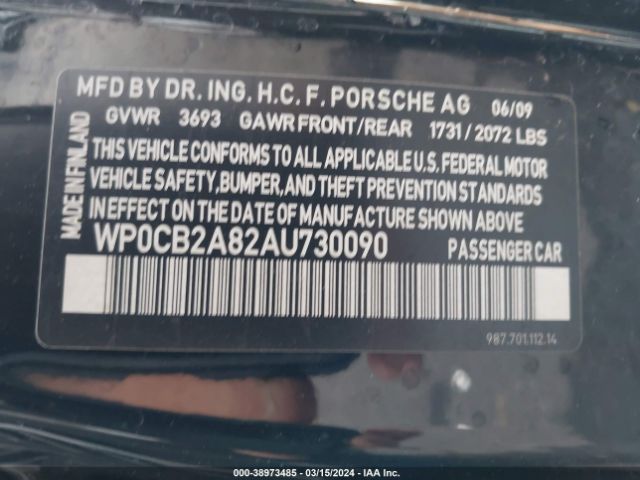 MFD BY DR. ING. H.C. F. PORSCHE AG 06/09
GVWR 3693 GAWR FRONT/REAR 1731 / 2072 LBS
THIS VEHICLE CONFORMS TO ALL APPLICABLE U.S. FEDERAL MOTOR
VEHICLE SAFETY, BUMPER, AND THEFT PREVENTION STANDARDS
IN EFFECT ON THE DATE OF MANUFACTURE SHOWN ABOVE
WP0CB2A82AU730090 PASSENGER CAR
MADE IN FINLAND
987.701.112.14
000-38973485 - 03/15/2024 - IAA Inc.